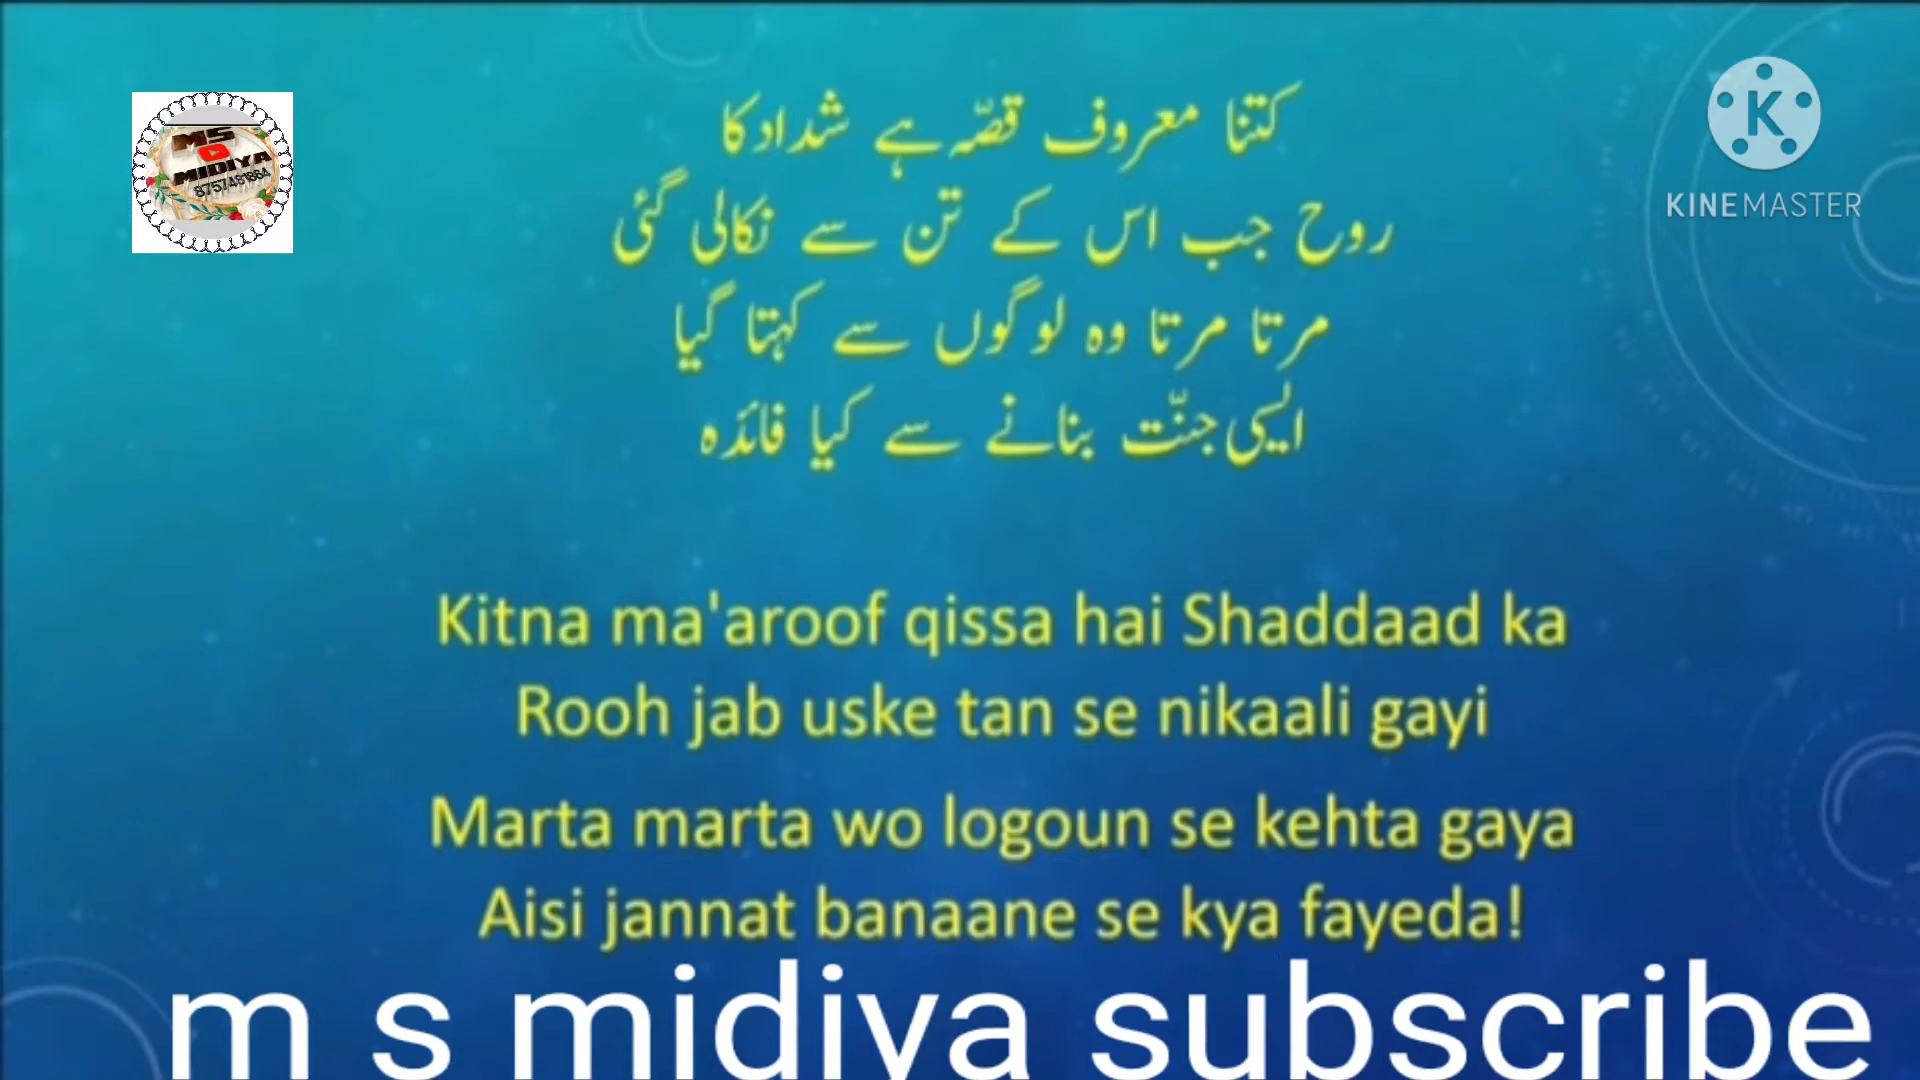 MS
MIDIYA
8757481864
KINEMASTER
کتنا معروف قصّہ ہے شداد کا
روح جب اس کے تن سے نکالی گئی
مرتا مرتا وہ لوگوں سے کہتا گیا
ایسی جنّت بنانے سے کیا فائدہ
Kitna ma'aroof qissa hai Shaddaad ka
Rooh jab uske tan se nikaali gayi
Marta marta wo logoun se kehta gaya
Aisi jannat banaane se kya fayeda!
m s midiya subscribe